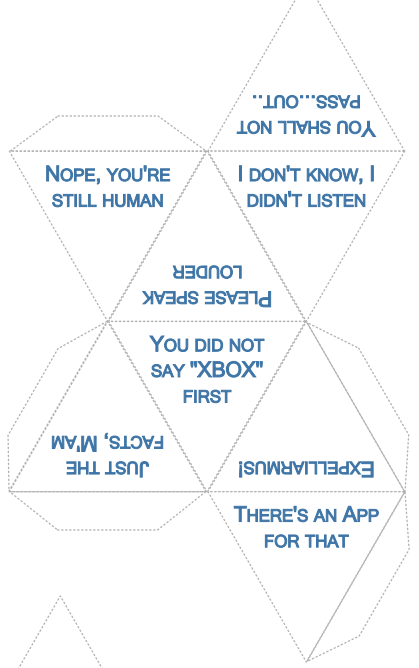 You shall not
pass...out..
Nope, you're
still human
I don't know, I
didn't listen
Please speak
louder
You did not
say "XBOX"
first
Just the
facts, M'am
Expelliarmus!
There's an App
for that